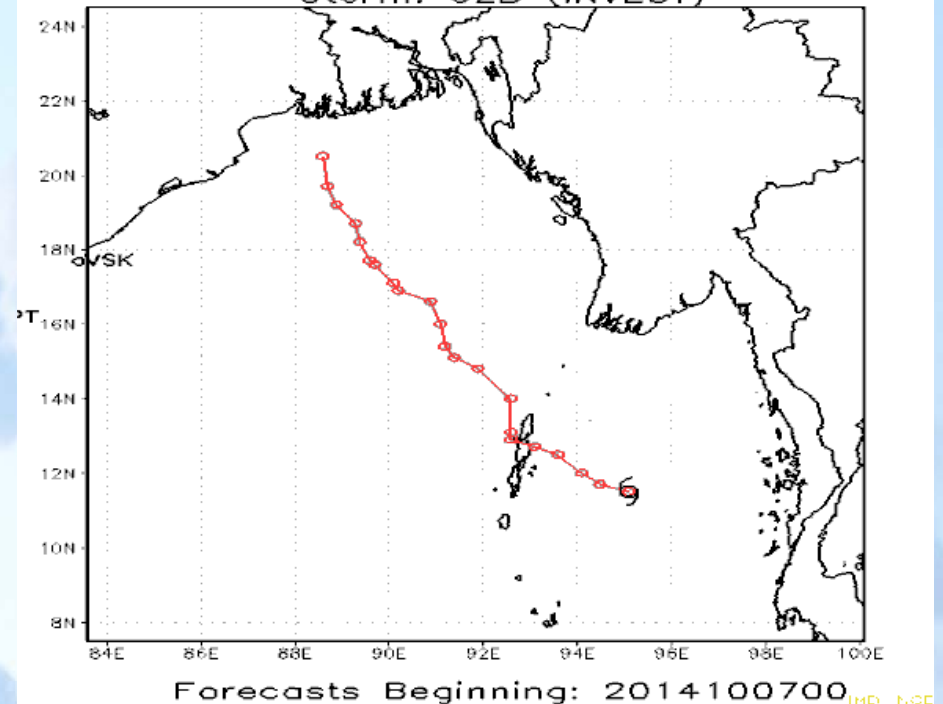 24N
22N
20N
18N
VSK
PT
16N
14N
12N
10N
8N
84E 86E 88E 90E 92E 94E 96E 98E 100E
Forecasts Beginning: 2014100700